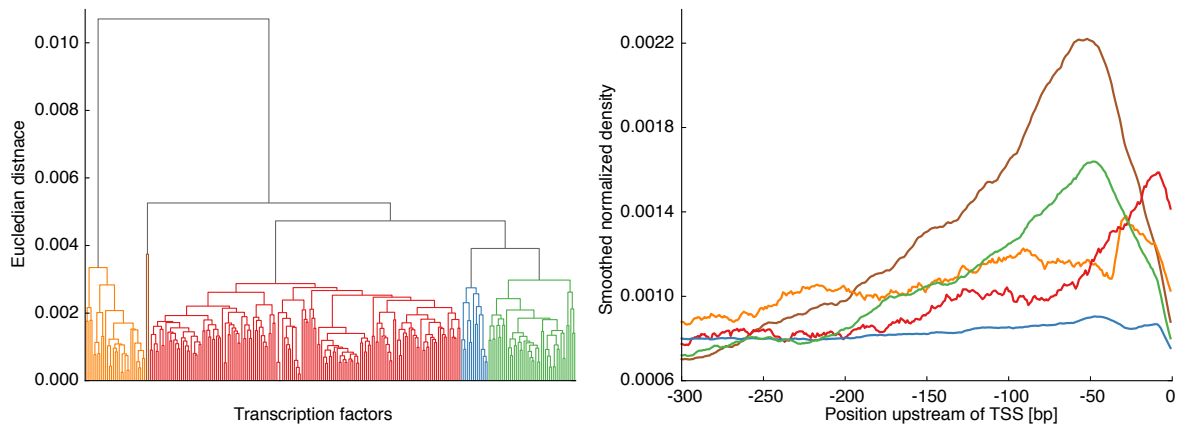 0.010
0.008
0.006
0.004
0.002
0.000
Eucledian distnace
Transcription factors
0.0022
0.0018
0.0014
0.0010
0.0006
Smoothed normalized density
-300 -250 -200 -150 -100 -50 0
Position upstream of TSS [bp]